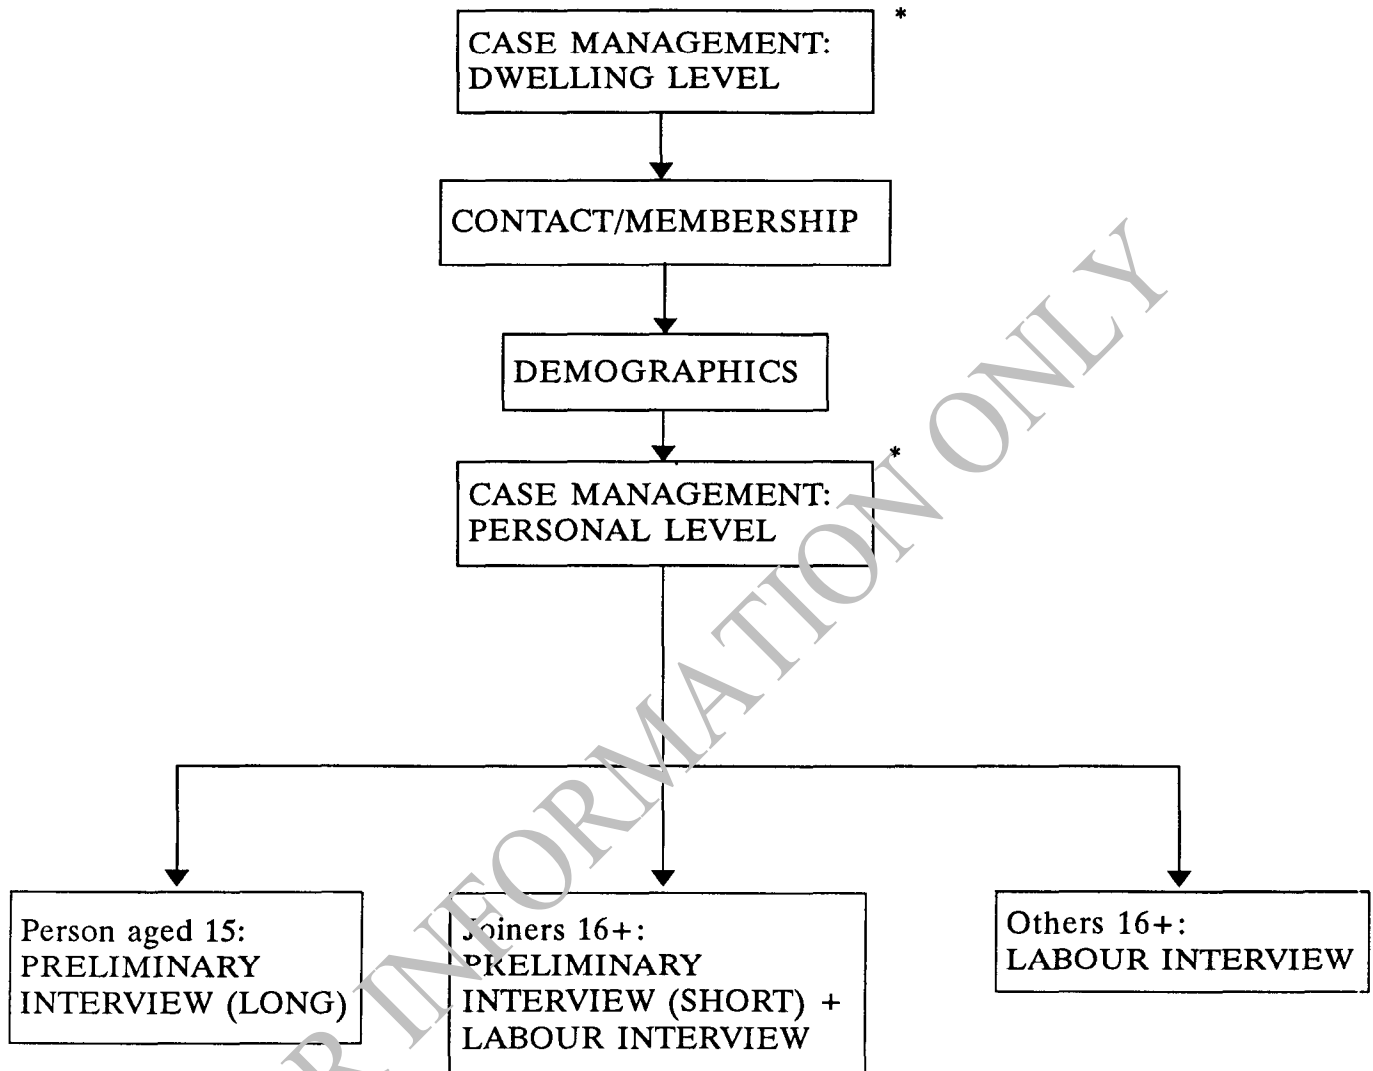 *
CASE MANAGEMENT:
DWELLING LEVEL
CONTACT/MEMBERSHIP
DEMOGRAPHICS
*
CASE MANAGEMENT:
PERSONAL LEVEL
Person aged 15:
PRELIMINARY
INTERVIEW (LONG)
Joiners 16+:
PRELIMINARY
INTERVIEW (SHORT) +
LABOUR INTERVIEW
Others 16+:
LABOUR INTERVIEW
R INFORMATION ONLY